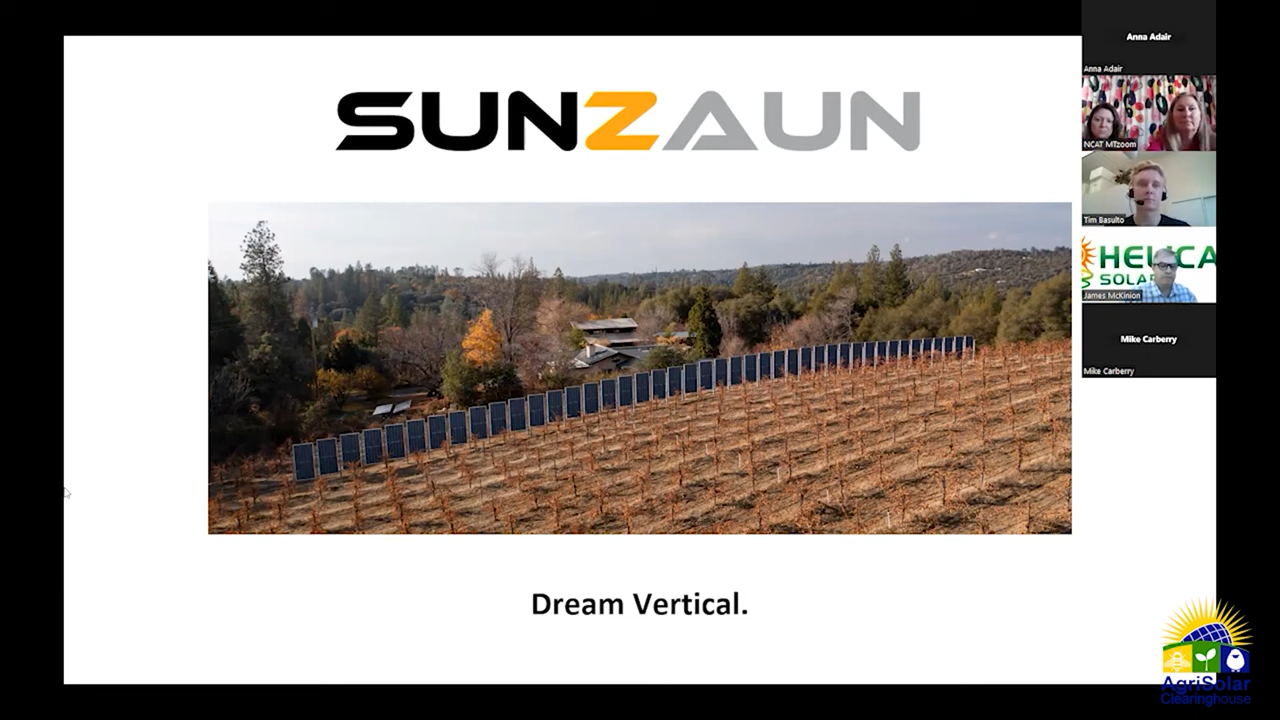 SUNZAUN
Dream Vertical.
Anna Adair
Anna Adair
NCAT MTzoom
Tim Basulto
HELICA
SOLAR
James McKinion
Mike Carberry
Mike Carberry
AgriSolar
Clearinghouse